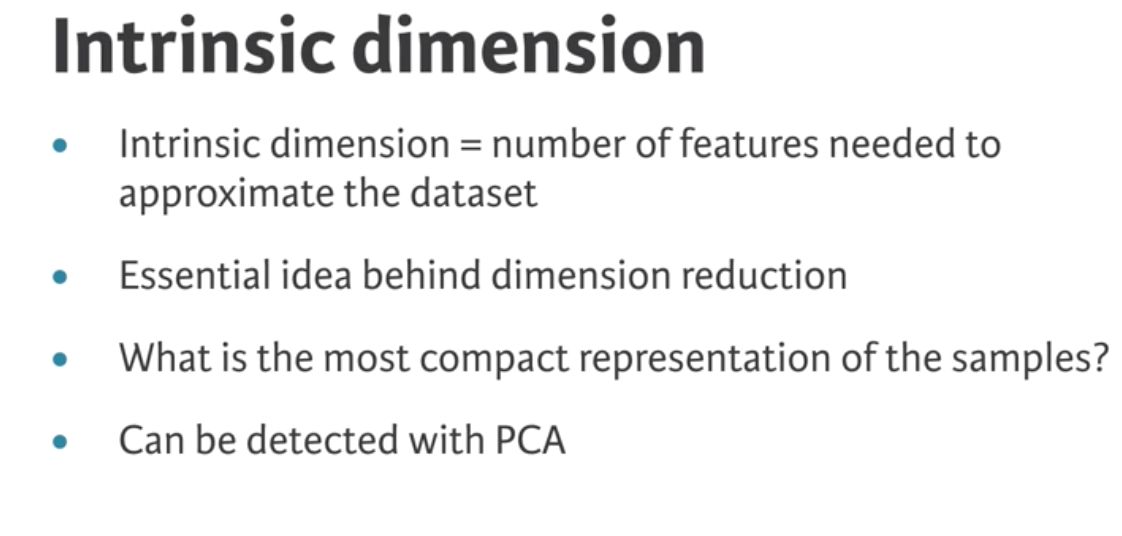 Intrinsic dimension
• Intrinsic dimension = number of features needed to
approximate the dataset
• Essential idea behind dimension reduction
• What is the most compact representation of the samples?
• Can be detected with PCA